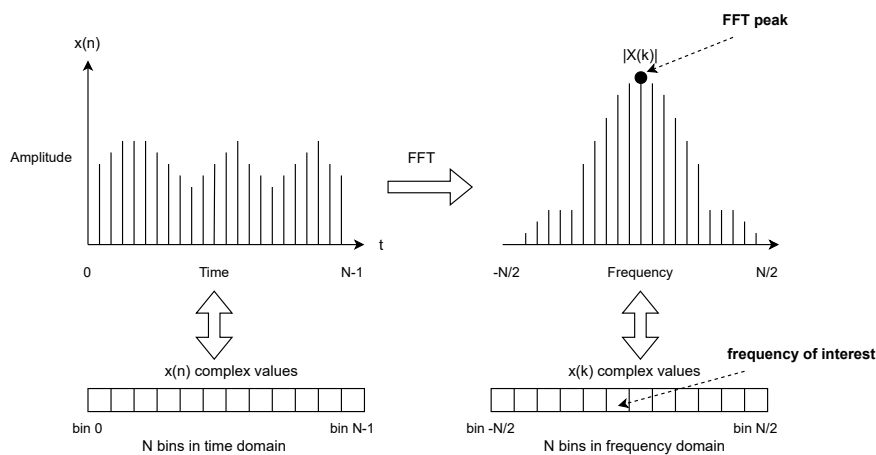 FFT peak
x(n)
|X(k)|
Amplitude
FFT
t
0
Time
N-1
-N/2
Frequency
N/2
frequency of interest
x(n) complex values
x(k) complex values
bin 0
bin N-1
bin -N/2
bin N/2
N bins in time domain
N bins in frequency domain